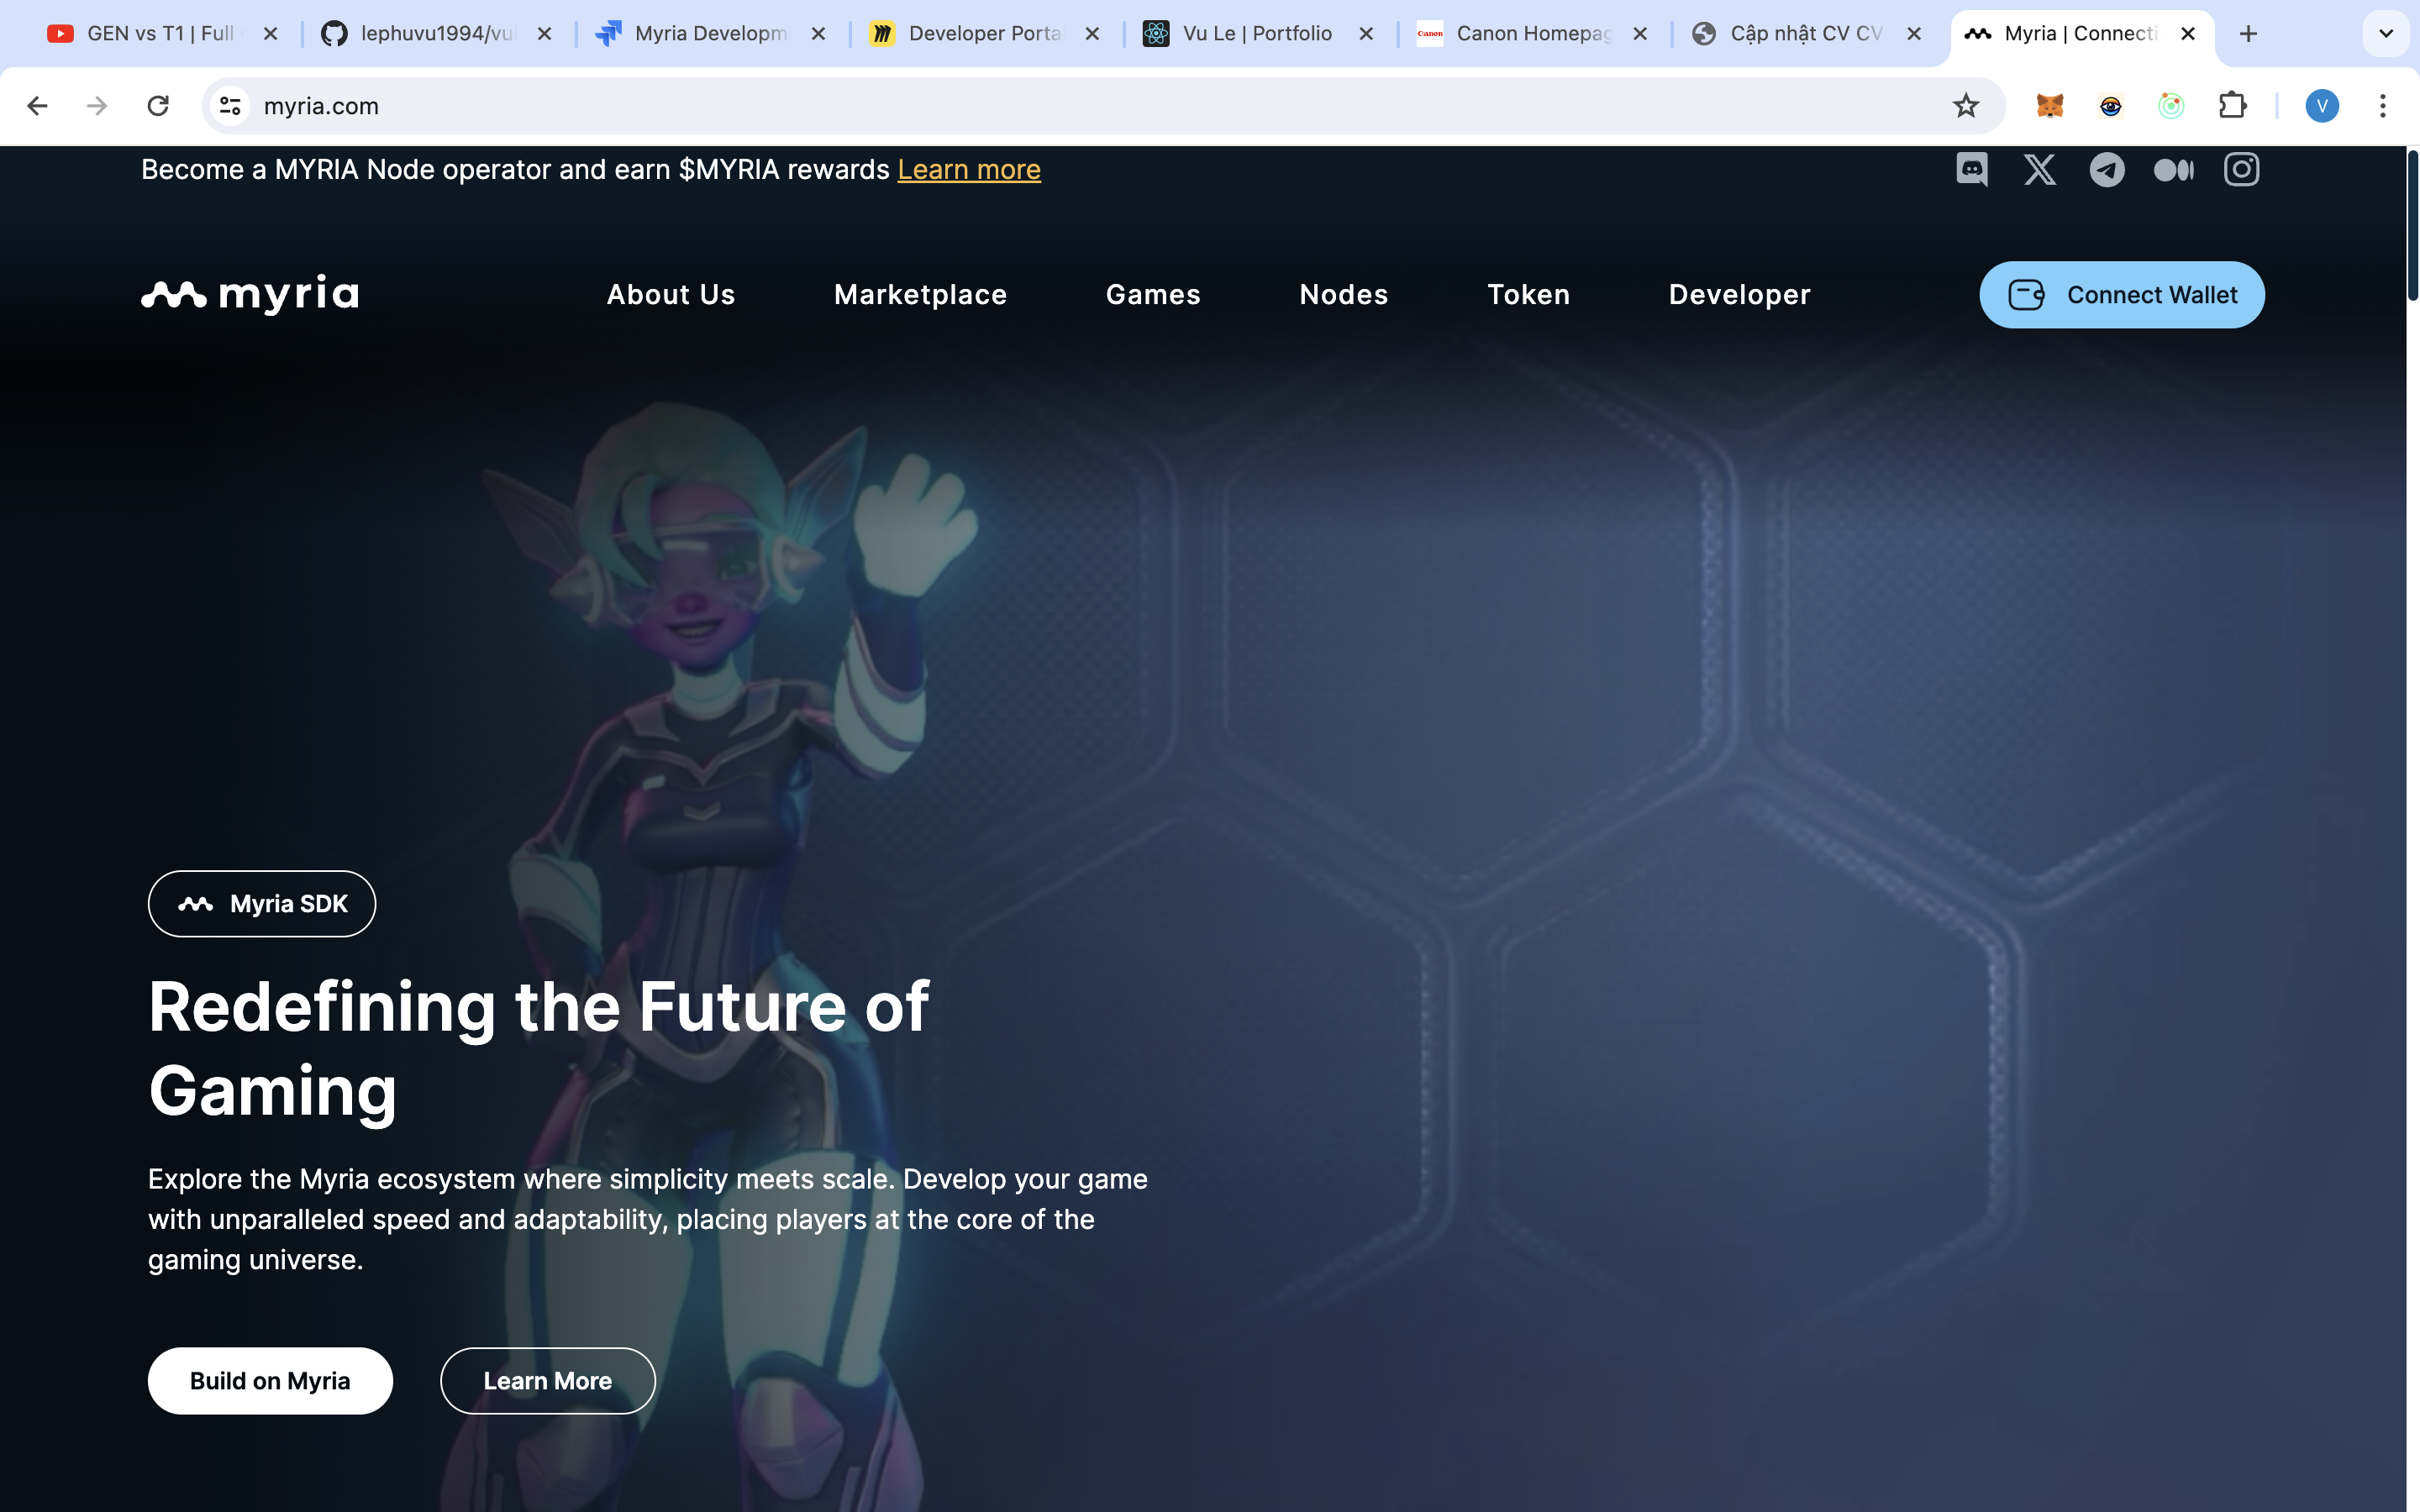 GEN vs T1 | Full
lephuvu1994/vu
Myria Developm
Developer Porta
Vu Le | Portfolio
Canon
Canon Homepag
Cập nhật CV CV
Myria | Connecti
myria.com
V
Become a MYRIA Node operator and earn $MYRIA rewards Learn more
myria
About Us
Marketplace
Games
Nodes
Token
Developer
Connect Wallet
Myria SDK
Redefining the Future of
Gaming
Explore the Myria ecosystem where simplicity meets scale. Develop your game
with unparalleled speed and adaptability, placing players at the core of the
gaming universe.
Build on Myria
Learn More